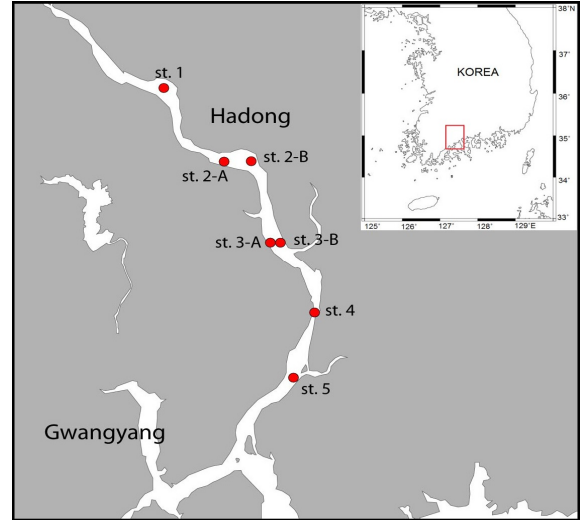 st. 1
Hadong
st. 2-B
st. 2-A
st. 3-A
st. 3-B
st. 4
st. 5
Gwangyang
KOREA
38°N
37
36
35
34
33
125
126
127
128
129°E